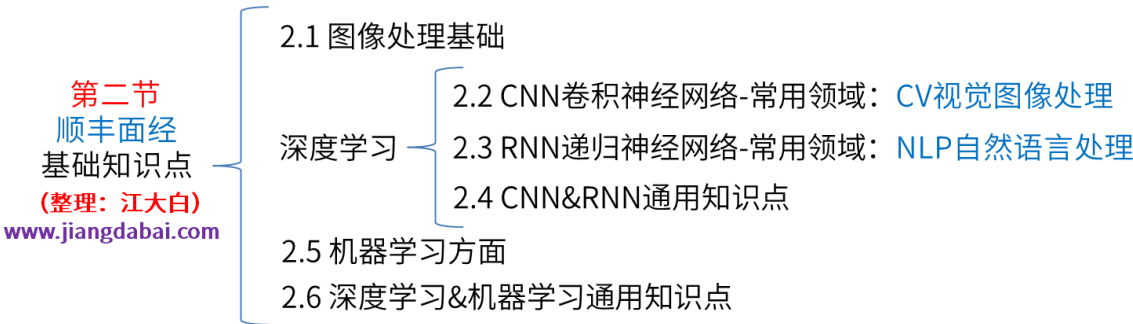 第二节
顺丰面经
基础知识点
（整理：江大白）
www.jiangdabai.com
2.1 图像处理基础
深度学习
2.2 CNN卷积神经网络-常用领域：CV视觉图像处理
2.3 RNN递归神经网络-常用领域：NLP自然语言处理
2.4 CNN&RNN通用知识点
2.5 机器学习方面
2.6 深度学习&机器学习通用知识点